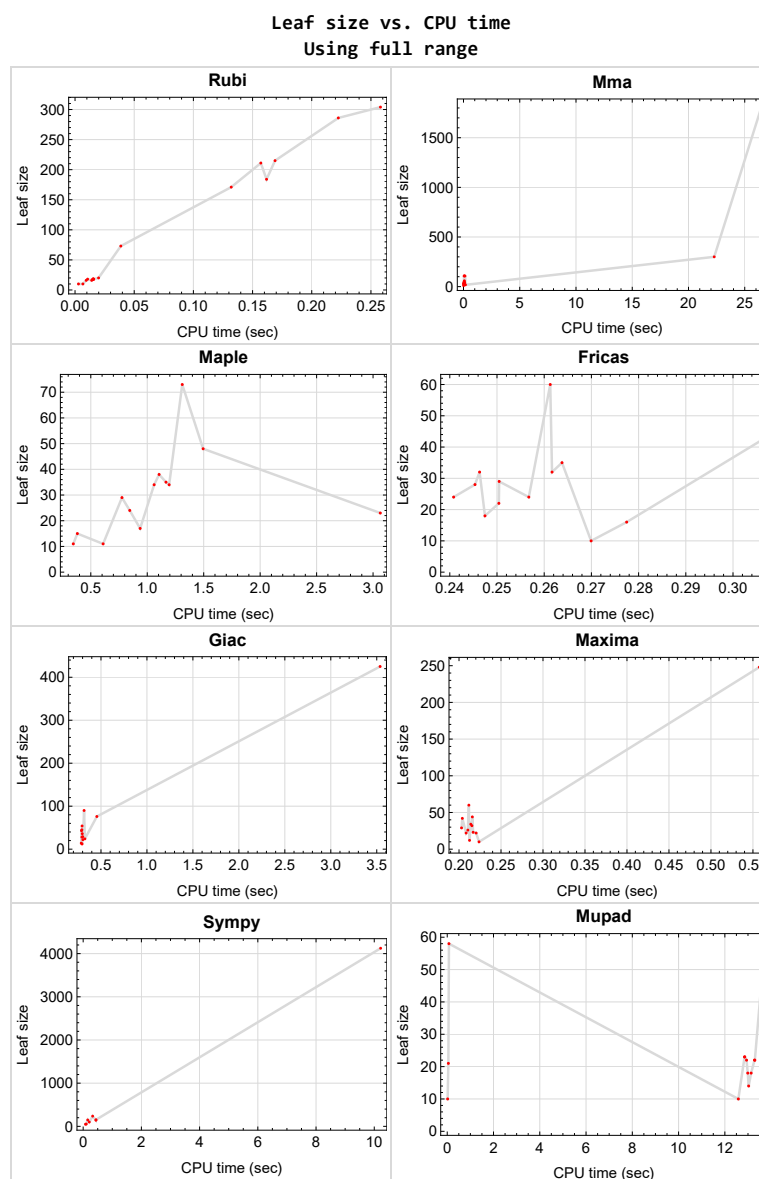 Leaf size vs. CPU time
Using full range
Rubi
300
250
200
150
100
50
0
Leaf size
0.00 0.05 0.10 0.15 0.20 0.25
CPU time (sec)
Mma
1500
1000
500
0
Leaf size
0 5 10 15 20 25
CPU time (sec)
Maple
70
60
50
40
30
20
10
0
Leaf size
0.5 1.0 1.5 2.0 2.5 3.0
CPU time (sec)
Fricas
60
50
40
30
20
10
0
Leaf size
0.24 0.25 0.26 0.27 0.28 0.29 0.30
CPU time (sec)
Giac
400
300
200
100
0
Leaf size
0.5 1.0 1.5 2.0 2.5 3.0 3.5
CPU time (sec)
Maxima
250
200
150
100
50
0
Leaf size
0.20 0.25 0.30 0.35 0.40 0.45 0.50
CPU time (sec)
Sympy
4000
3000
2000
1000
0
Leaf size
0 2 4 6 8 10
CPU time (sec)
Mupad
60
50
40
30
20
10
0
Leaf size
0 2 4 6 8 10 12
CPU time (sec)